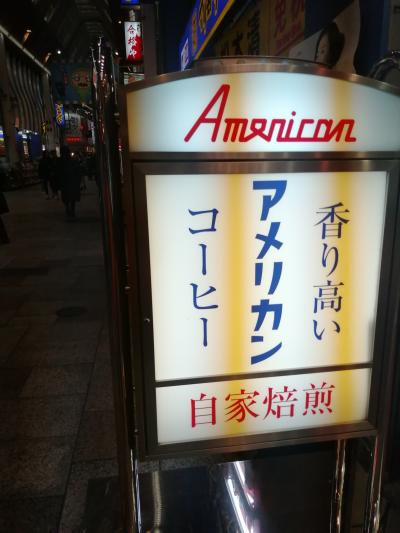 American
香り高い
アメリカン
コーヒー
自家焙煎